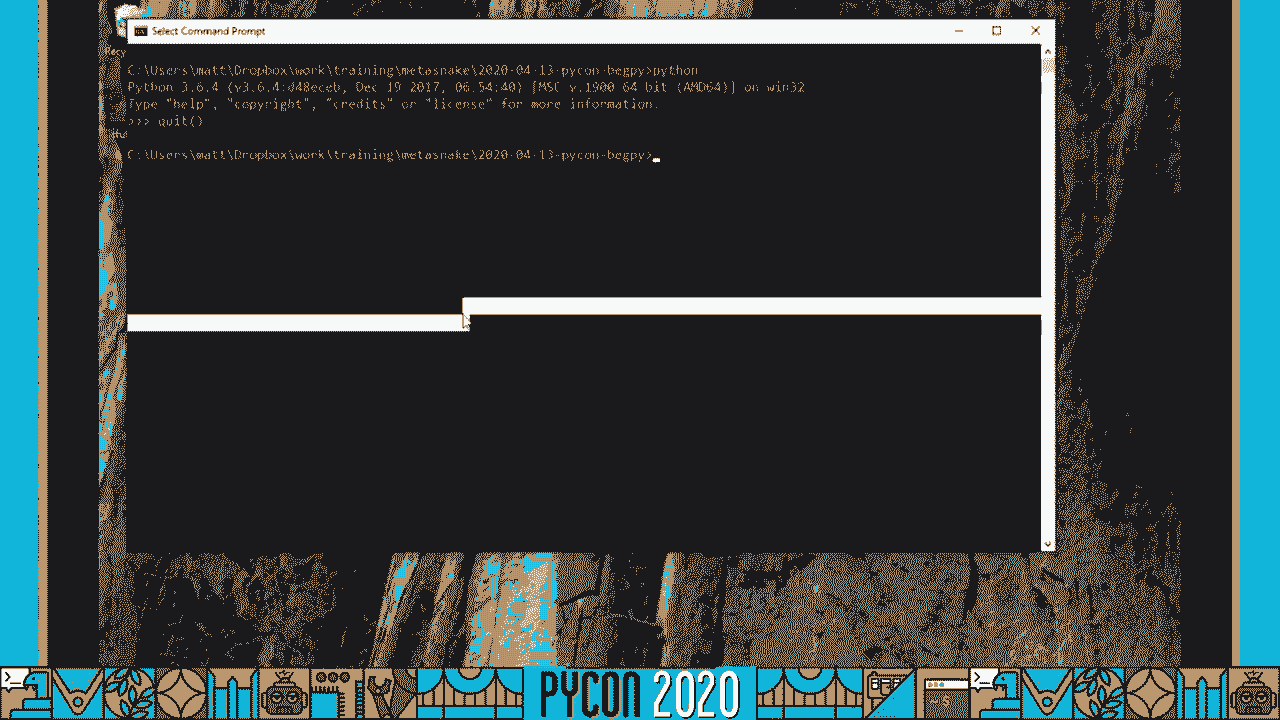 Select Command Prompt
C:\Users\matt\Dropbox\work\training\metasnake\2020-04-13-pycon-begpy>python
Python 3.6.4 (v3.6.4:d48eceb, Dec 19 2017, 06:54:40) [MSC v.1900 64 bit (AMD64)] on win32
Type "help", "copyright", "credits" or "license" for more information.
>>> quit()
C:\Users\matt\Dropbox\work\training\metasnake\2020-04-13-pycon-begpy>
PYCON 2020